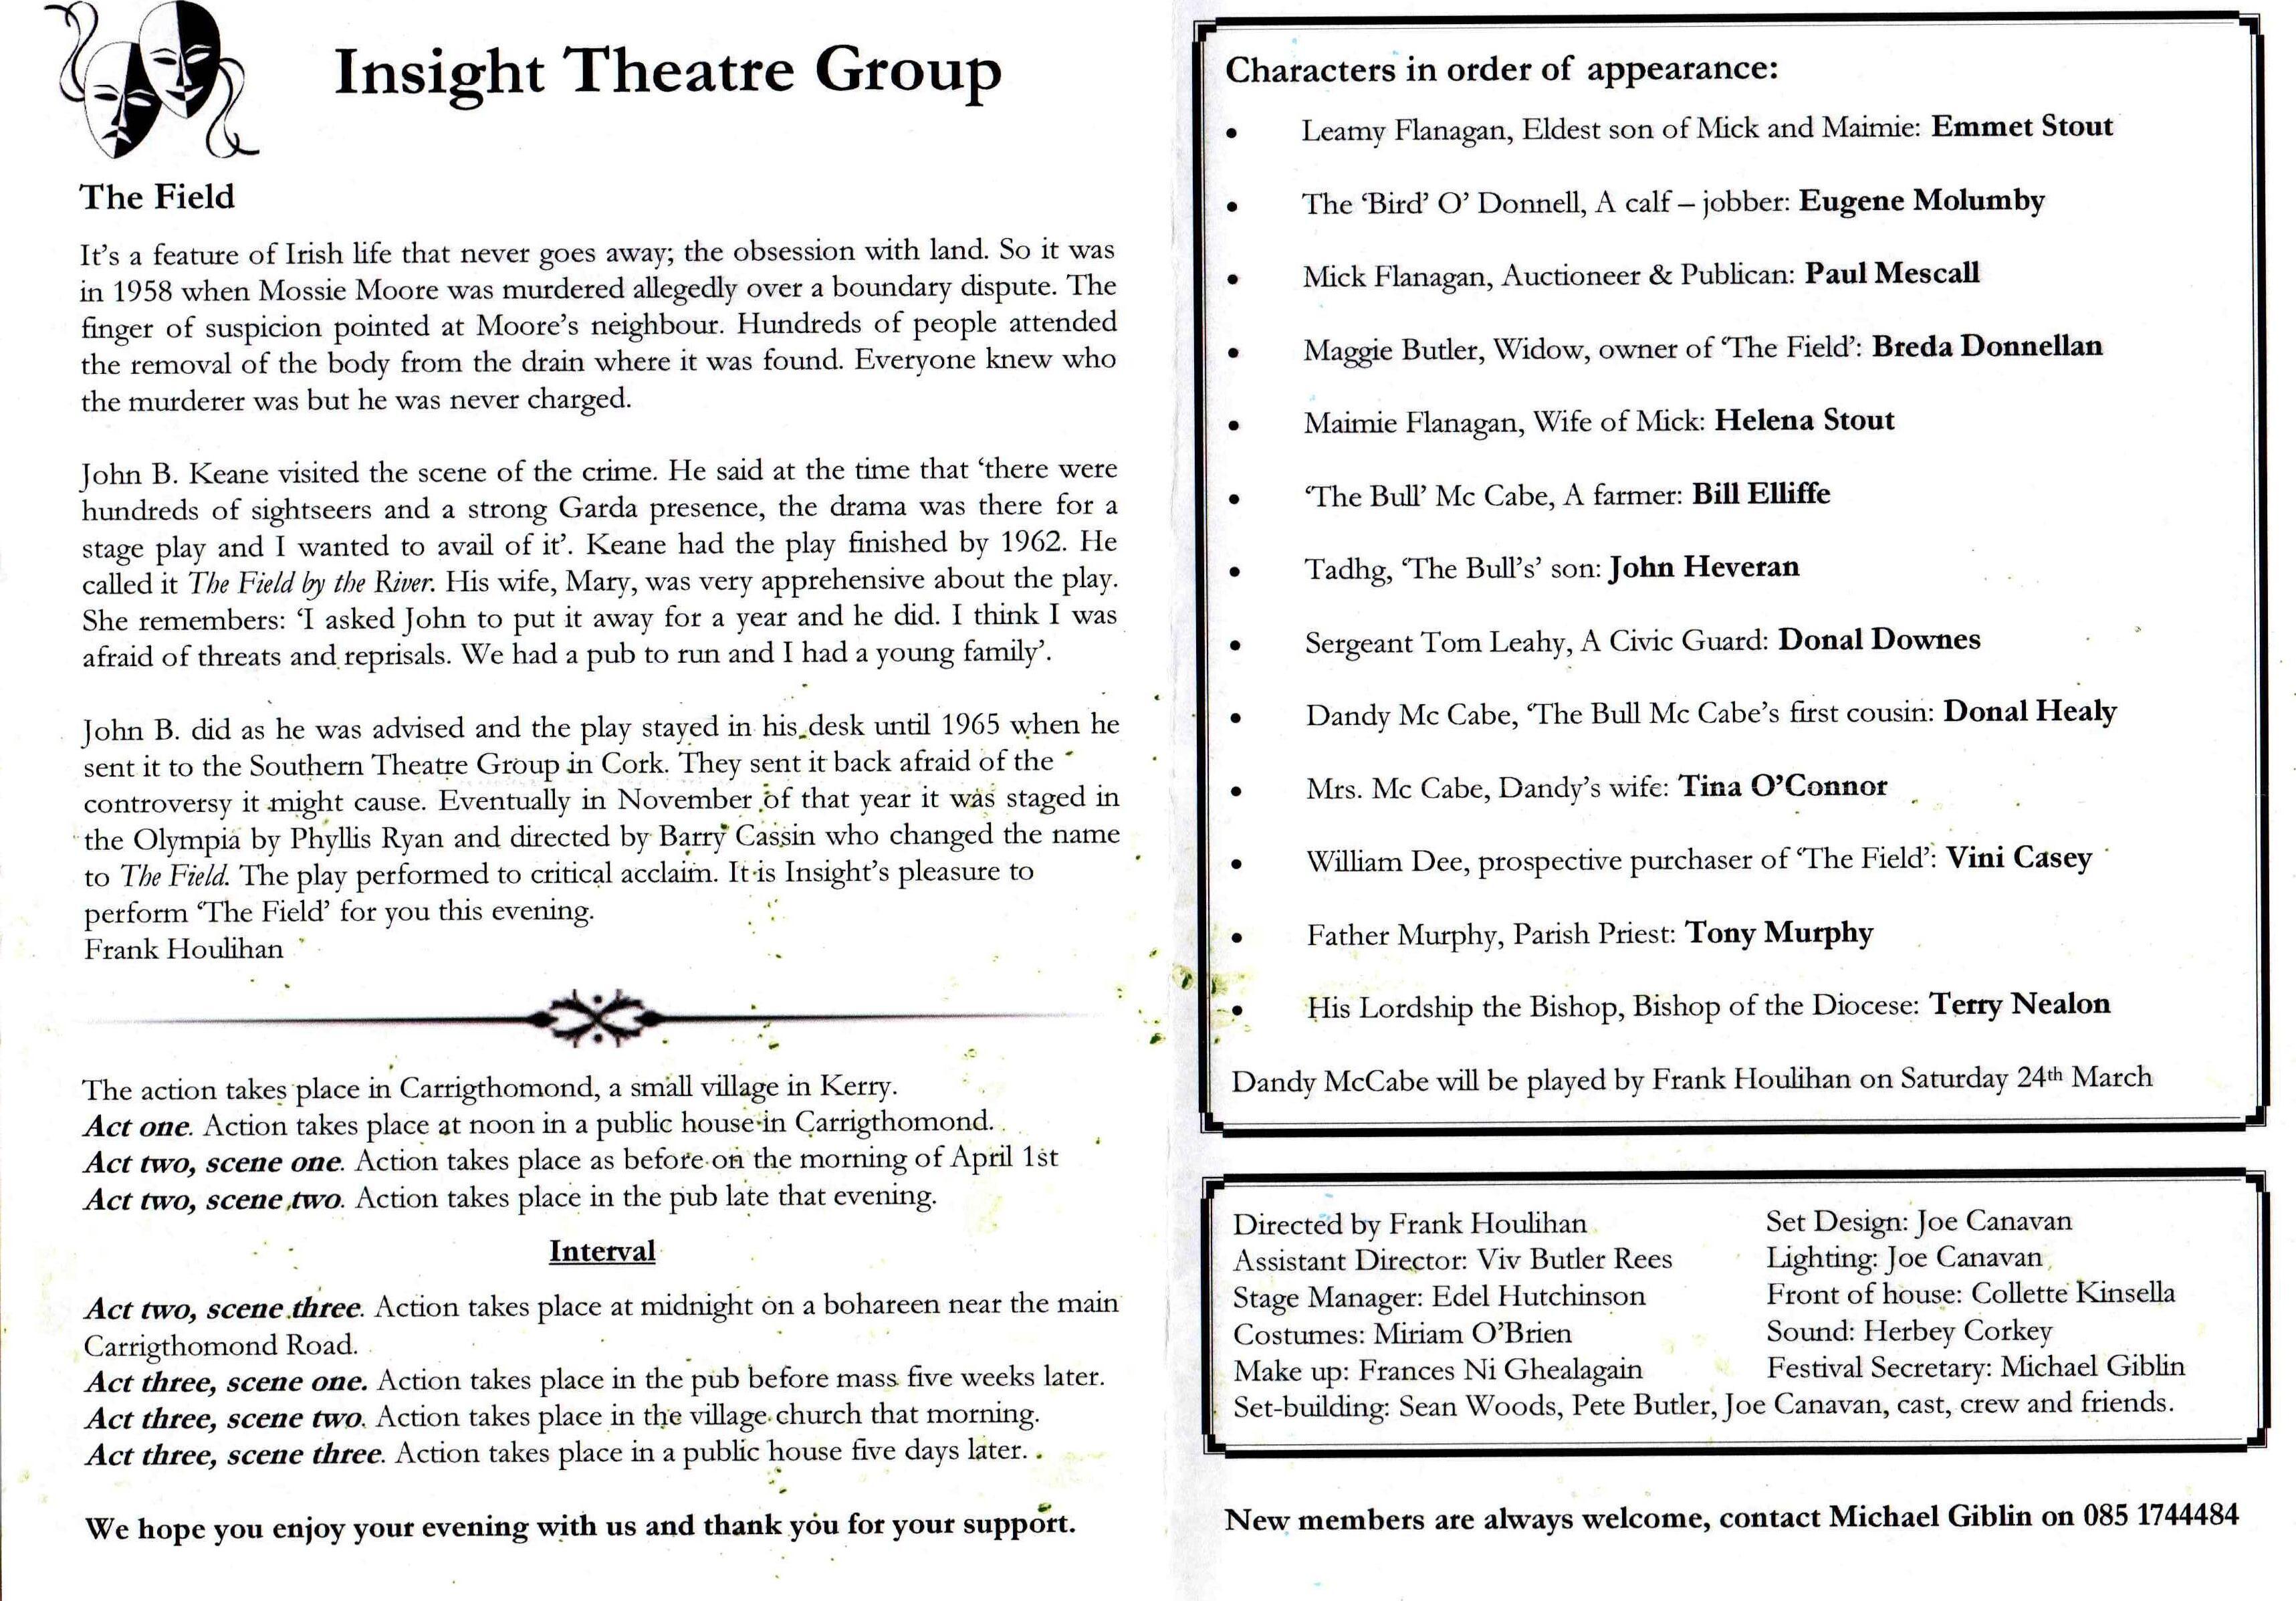 Insight Theatre Group
The Field
It's a feature of Irish life that never goes away; the obsession with land. So it was
in 1958 when Mossie Moore was murdered allegedly over a boundary dispute. The
finger of suspicion pointed at Moore's neighbour. Hundreds of people attended
the removal of the body from the drain where it was found. Everyone knew who
the murderer was but he was never charged.
John B. Keane visited the scene of the crime. He said at the time that ‘there were
hundreds of sightseers and a strong Garda presence, the drama was there for a
stage play and I wanted to avail of it’. Keane had the play finished by 1962. He
called it The Field by the River. His wife, Mary, was very apprehensive about the play.
She remembers: ‘I asked John to put it away for a year and he did. I think I was
afraid of threats and reprisals. We had a pub to run and I had a young family’.
John B. did as he was advised and the play stayed in his desk until 1965 when he
sent it to the Southern Theatre Group in Cork. They sent it back afraid of the
controversy it might cause. Eventually in November of that year it was staged in
the Olympia by Phyllis Ryan and directed by Barry Cassin who changed the name
to The Field. The play performed to critical acclaim. It is Insight's pleasure to
perform ‘The Field’ for you this evening.
Frank Houlihan
The action takes place in Carrigthomond, a small village in Kerry.
Act one. Action takes place at noon in a public house in Carrigthomond.
Act two, scene one. Action takes place as before on the morning of April 1st
Act two, scene two. Action takes place in the pub late that evening.
Interval
Act two, scene three. Action takes place at midnight on a bohareen near the main
Carrigthomond Road.
Act three, scene one. Action takes place in the pub before mass five weeks later.
Act three, scene two. Action takes place in the village church that morning.
Act three, scene three. Action takes place in a public house five days later.
We hope you enjoy your evening with us and thank you for your support.
Characters in order of appearance:
• Leamy Flanagan, Eldest son of Mick and Maimie: Emmet Stout
• The ‘Bird’ O’ Donnell, A calf – jobber: Eugene Molumby
• Mick Flanagan, Auctioneer & Publican: Paul Mescall
• Maggie Butler, Widow, owner of ‘The Field’: Breda Donnellan
• Maimie Flanagan, Wife of Mick: Helena Stout
• ‘The Bull’ Mc Cabe, A farmer: Bill Elliffe
• Tadhg, ‘The Bull’s’ son: John Heveran
• Sergeant Tom Leahy, A Civic Guard: Donal Downes
• Dandy Mc Cabe, ‘The Bull Mc Cabe’s first cousin: Donal Healy
• Mrs. Mc Cabe, Dandy’s wife: Tina O’Connor
• William Dee, prospective purchaser of ‘The Field’: Vini Casey
• Father Murphy, Parish Priest: Tony Murphy
• His Lordship the Bishop, Bishop of the Diocese: Terry Nealon
Dandy McCabe will be played by Frank Houlihan on Saturday 24th March
Directed by Frank Houlihan
Assistant Director: Viv Butler Rees
Stage Manager: Edel Hutchinson
Costumes: Miriam O’Brien
Make up: Frances Ni Ghealagain
Set Design: Joe Canavan
Lighting: Joe Canavan
Front of house: Collette Kinsella
Sound: Herbey Corkey
Festival Secretary: Michael Giblin
Set-building: Sean Woods, Pete Butler, Joe Canavan, cast, crew and friends.
New members are always welcome, contact Michael Giblin on 085 1744484